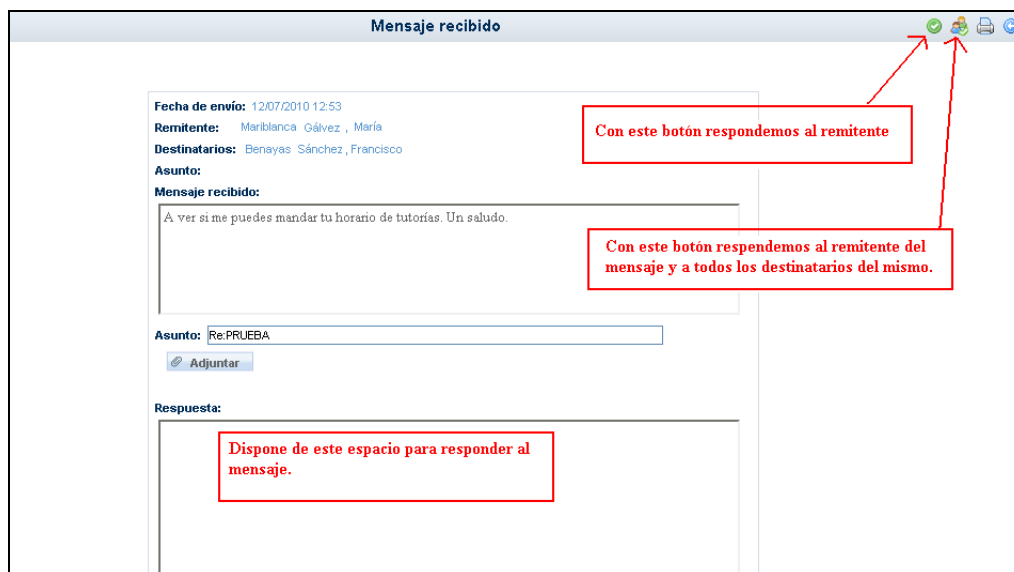 Mensaje recibido
Fecha de envío: 12/07/2010 12:53
Remitente: Mariblanca Gálvez , María
Con este botón respondemos al remitente
Destinatarios: Benayas Sánchez , Francisco
Asunto:
Mensaje recibido:
A ver si me puedes mandar tu horario de tutorías. Un saludo.
Con este botón respendemos al remitente del
mensaje y a todos los destinatarios del mismo.
Asunto: Re:PRUEBA
Adjuntar
Respuesta:
Dispone de este espacio para responder al
mensaje.